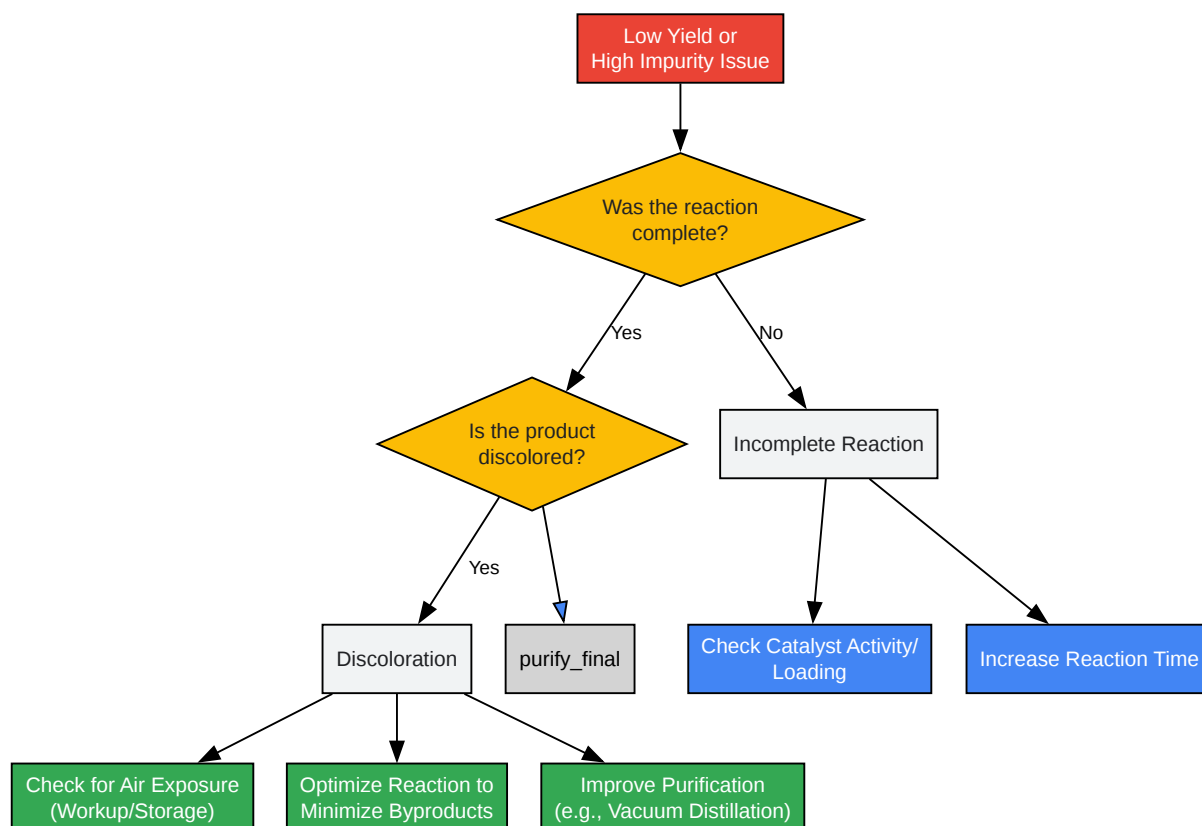 Low Yield or
High Impurity Issue
Was the reaction
complete?
Yes
No
Is the product
discolored?
Incomplete Reaction
Yes
Discoloration
purify_final
Check Catalyst Activity/
Loading
Increase Reaction Time
Check for Air Exposure
(Workup/Storage)
Optimize Reaction to
Minimize Byproducts
Improve Purification
(e.g., Vacuum Distillation)